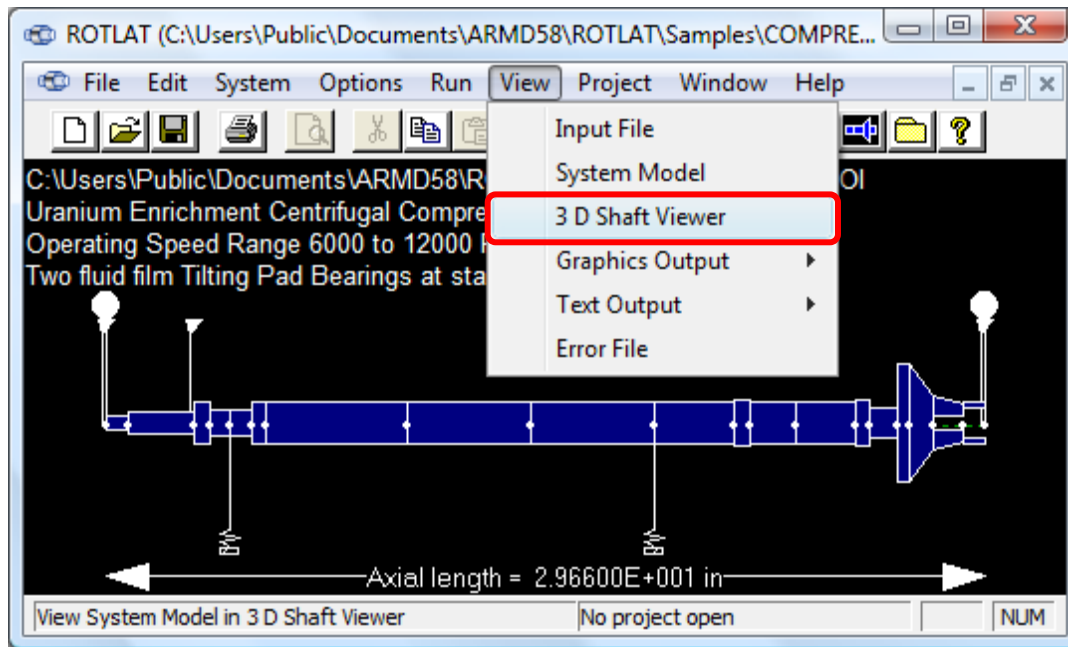 ROTLAT (C:\Users\Public\Documents\ARMD58\ROTLAT\Samples\COMPRE...
File Edit System Options Run View Project Window Help
Input File
System Model
3 D Shaft Viewer
Graphics Output
Text Output
Error File
C:\Users\Public\Documents\ARMD58\R OI
Uranium Enrichment Centrifugal Compre
Operating Speed Range 6000 to 12000
Two fluid film Tilting Pad Bearings at sta
Axial length = 2.96600E+001 in
View System Model in 3 D Shaft Viewer No project open NUM